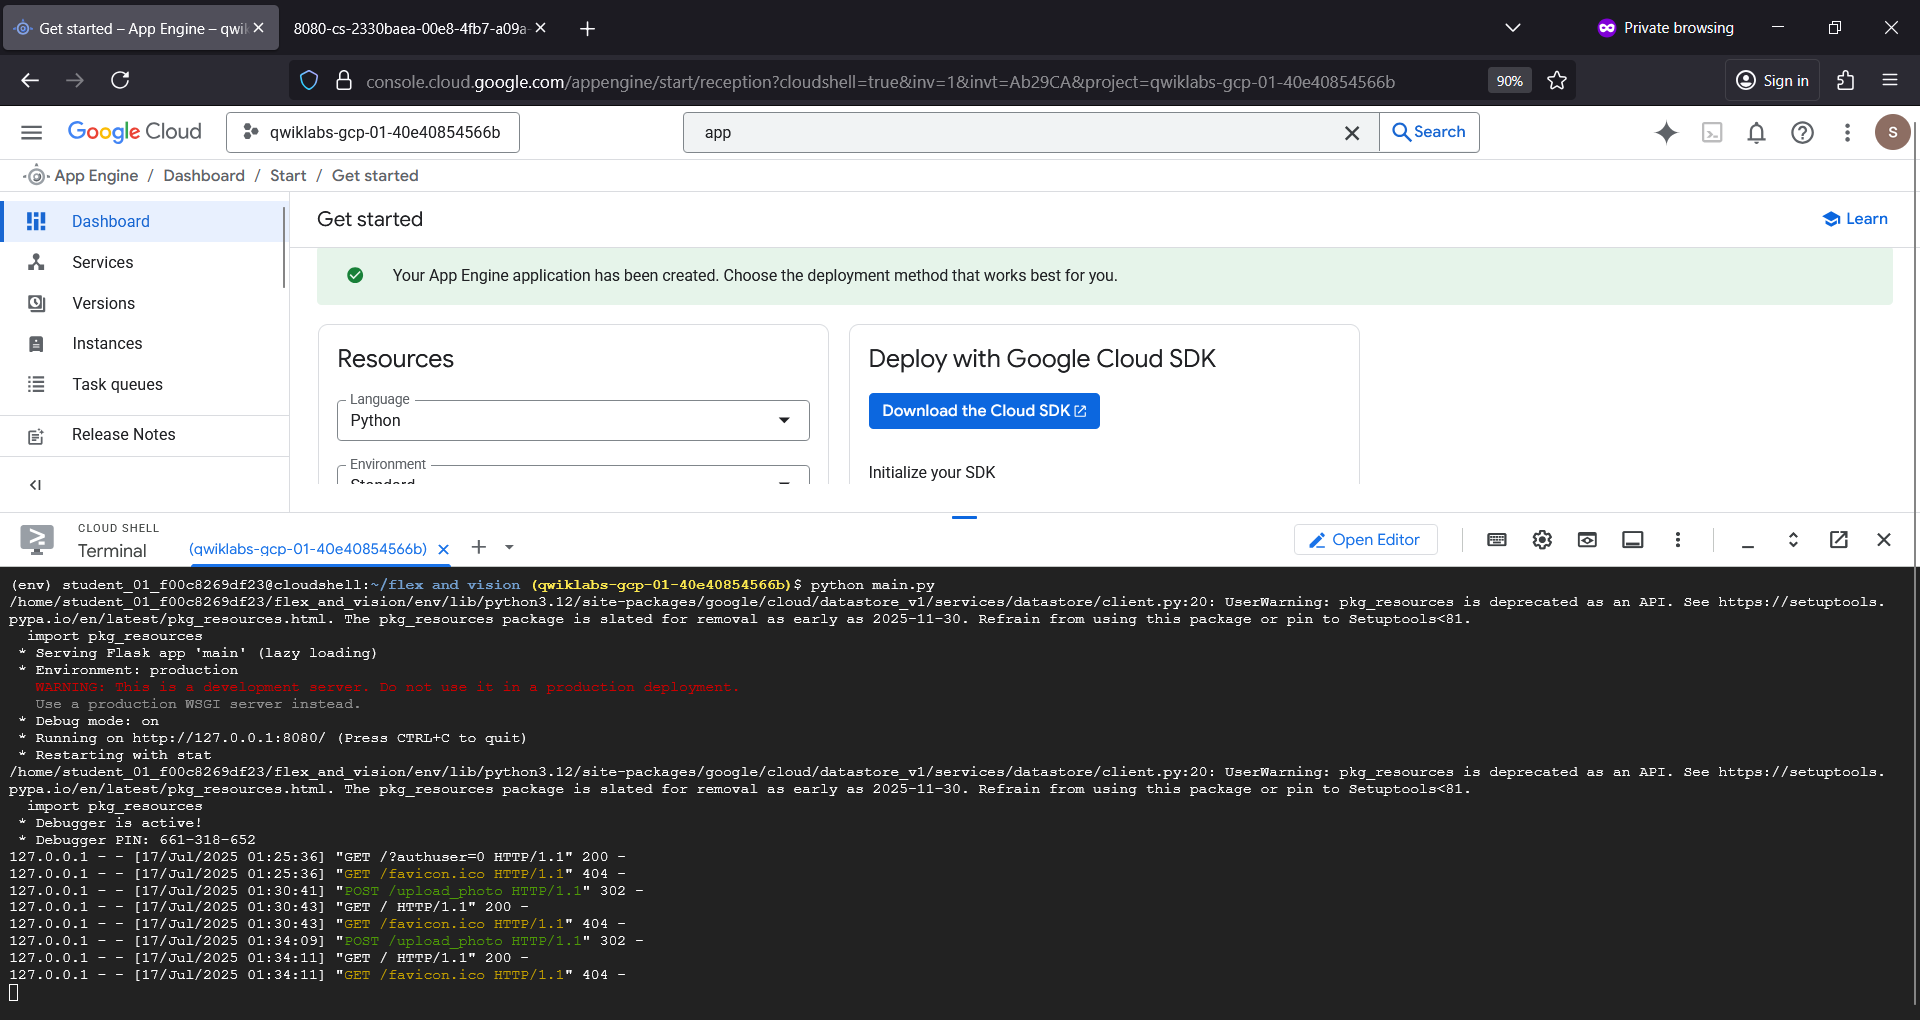 Get started – App Engine – qwik
8080-cs-2330baea-00e8-4fb7-a09a-
Private browsing
console.cloud.google.com/appengine/start/reception?cloudshell=true&inv=1&invt=Ab29CA&project=qwiklabs-gcp-01-40e40854566b
90%
Sign in
Google Cloud
qwiklabs-gcp-01-40e40854566b
app
Search
S
App Engine / Dashboard / Start / Get started
Dashboard
Services
Versions
Instances
Task queues
Release Notes
Get started
Learn
Your App Engine application has been created. Choose the deployment method that works best for you.
Resources
Language
Python
Environment
Standard
Deploy with Google Cloud SDK
Download the Cloud SDK
Initialize your SDK
CLOUD SHELL
Terminal
(qwiklabs-gcp-01-40e40854566b)
Open Editor
(env) student_01_f00c8269df23@cloudshell:~/flex_and_vision (qwiklabs-gcp-01-40e40854566b)$ python main.py
/home/student_01_f00c8269df23/flex_and_vision/env/lib/python3.12/site-packages/google/cloud/datastore_v1/services/datastore/client.py:20: UserWarning: pkg_resources is deprecated as an API. See https://setuptools.
pypa.io/en/latest/pkg_resources.html. The pkg_resources package is slated for removal as early as 2025-11-30. Refrain from using this package or pin to Setuptools<81.
import pkg_resources
* Serving Flask app 'main' (lazy loading)
* Environment: production
WARNING: This is a development server. Do not use it in a production deployment.
Use a production WSGI server instead.
* Debug mode: on
* Running on http://127.0.0.1:8080/ (Press CTRL+C to quit)
* Restarting with stat
/home/student_01_f00c8269df23/flex_and_vision/env/lib/python3.12/site-packages/google/cloud/datastore_v1/services/datastore/client.py:20: UserWarning: pkg_resources is deprecated as an API. See https://setuptools.
pypa.io/en/latest/pkg_resources.html. The pkg_resources package is slated for removal as early as 2025-11-30. Refrain from using this package or pin to Setuptools<81.
import pkg_resources
* Debugger is active!
* Debugger PIN: 661-318-652
127.0.0.1 - - [17/Jul/2025 01:25:36] "GET /?authuser=0 HTTP/1.1" 200 -
127.0.0.1 - - [17/Jul/2025 01:25:36] "GET /favicon.ico HTTP/1.1" 404 -
127.0.0.1 - - [17/Jul/2025 01:30:41] "POST /upload_photo HTTP/1.1" 302 -
127.0.0.1 - - [17/Jul/2025 01:30:43] "GET / HTTP/1.1" 200 -
127.0.0.1 - - [17/Jul/2025 01:30:43] "GET /favicon.ico HTTP/1.1" 404 -
127.0.0.1 - - [17/Jul/2025 01:34:09] "POST /upload_photo HTTP/1.1" 302 -
127.0.0.1 - - [17/Jul/2025 01:34:11] "GET / HTTP/1.1" 200 -
127.0.0.1 - - [17/Jul/2025 01:34:11] "GET /favicon.ico HTTP/1.1" 404 -